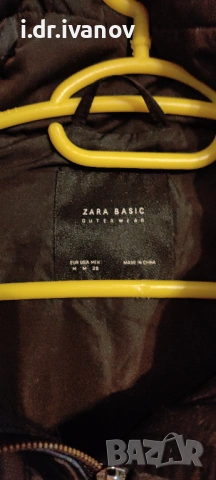 i.dr.ivanov
ZARA BASIC
OUTERWEAR
EUR USA MEX
M M 28
MADE IN CHINA
BAZAR